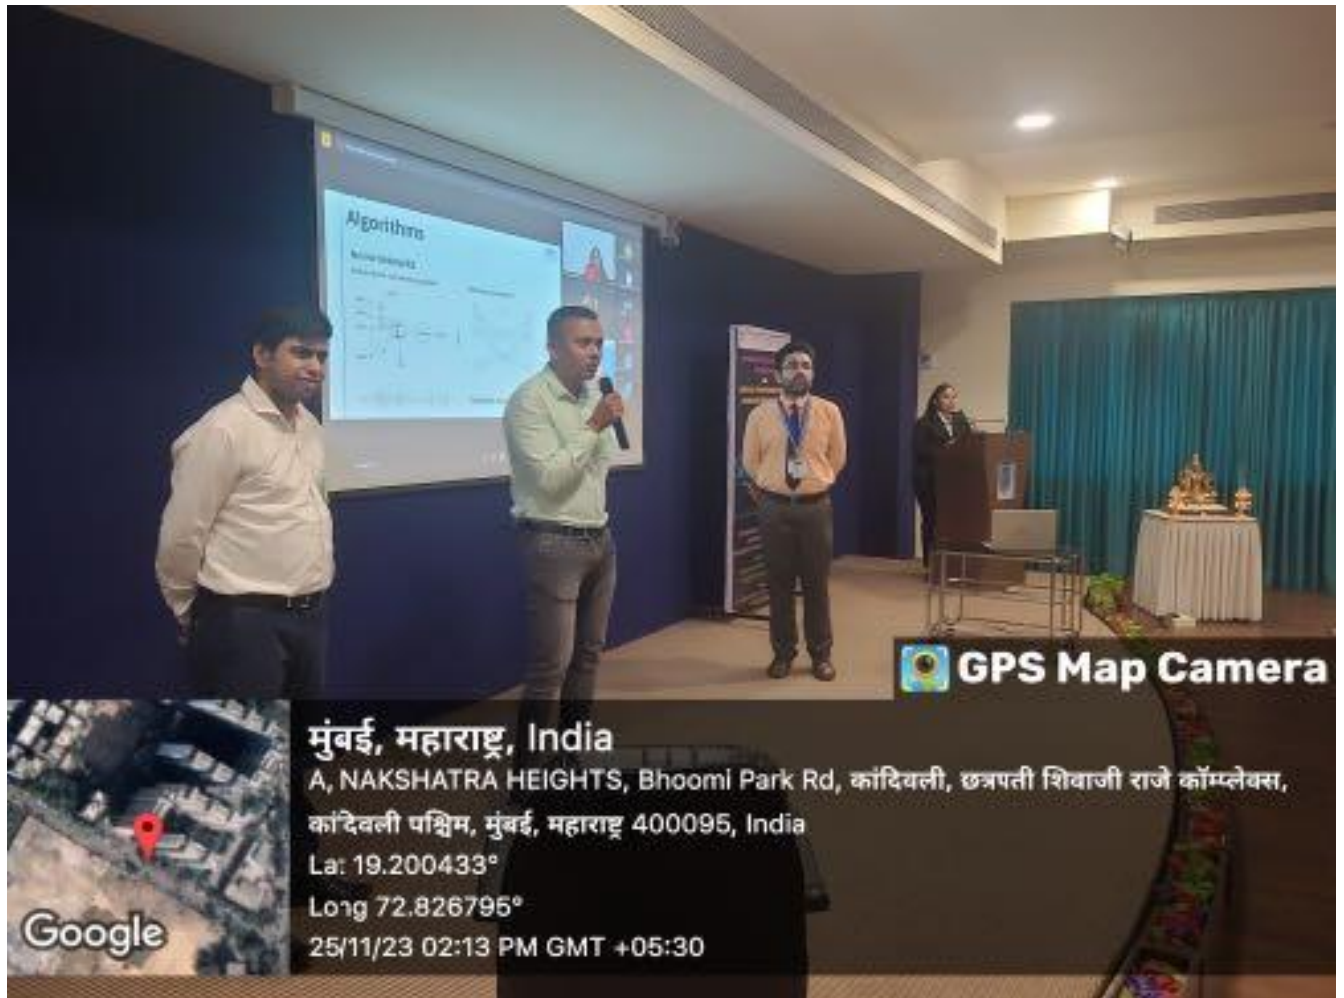 Algorithms
GPS Map Camera
मुंबई, महाराष्ट्र, India
A, NAKSHATRA HEIGHTS, Bhoomi Park Rd, कांदिवली, छत्रपती शिवाजी राजे कॉम्प्लेक्स,
कांदिवली पश्चिम, मुंबई, महाराष्ट्र 400095, India
Lat 19.200433°
Long 72.826795°
25/11/23 02:13 PM GMT +05:30
Google